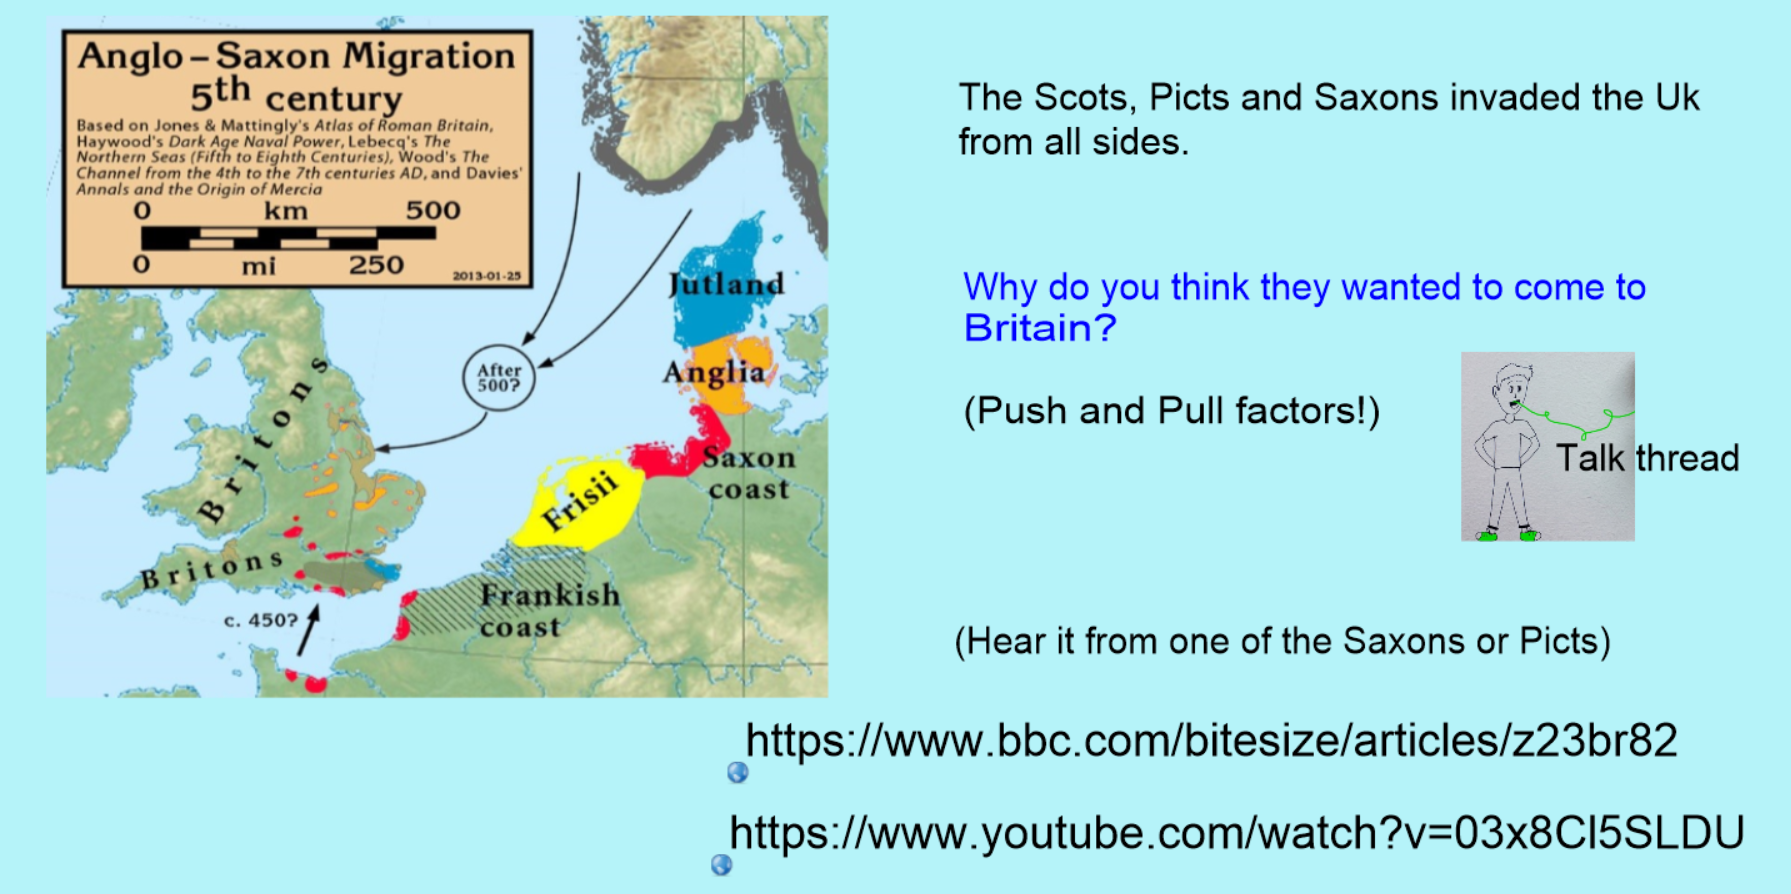 Anglo – Saxon Migration
5th century
Based on Jones & Mattingly's Atlas of Roman Britain,
Haywood's Dark Age Naval Power, Lebecq's The
Northern Seas (Fifth to Eighth Centuries), Wood's The
Channel from the 4th to the 7th centuries AD, and Davies'
Annals and the Origin of Mercia
0 km 500
0 mi 250
2013-01-25
Jutland
Anglia
Saxon
coast
Frisii
Frankish
coast
After
500?
Britons
Britons
c. 450?
The Scots, Picts and Saxons invaded the Uk
from all sides.
Why do you think they wanted to come to
Britain?
(Push and Pull factors!)
Talk thread
(Hear it from one of the Saxons or Picts)
https://www.bbc.com/bitesize/articles/z23br82
https://www.youtube.com/watch?v=03x8Cl5SLDU